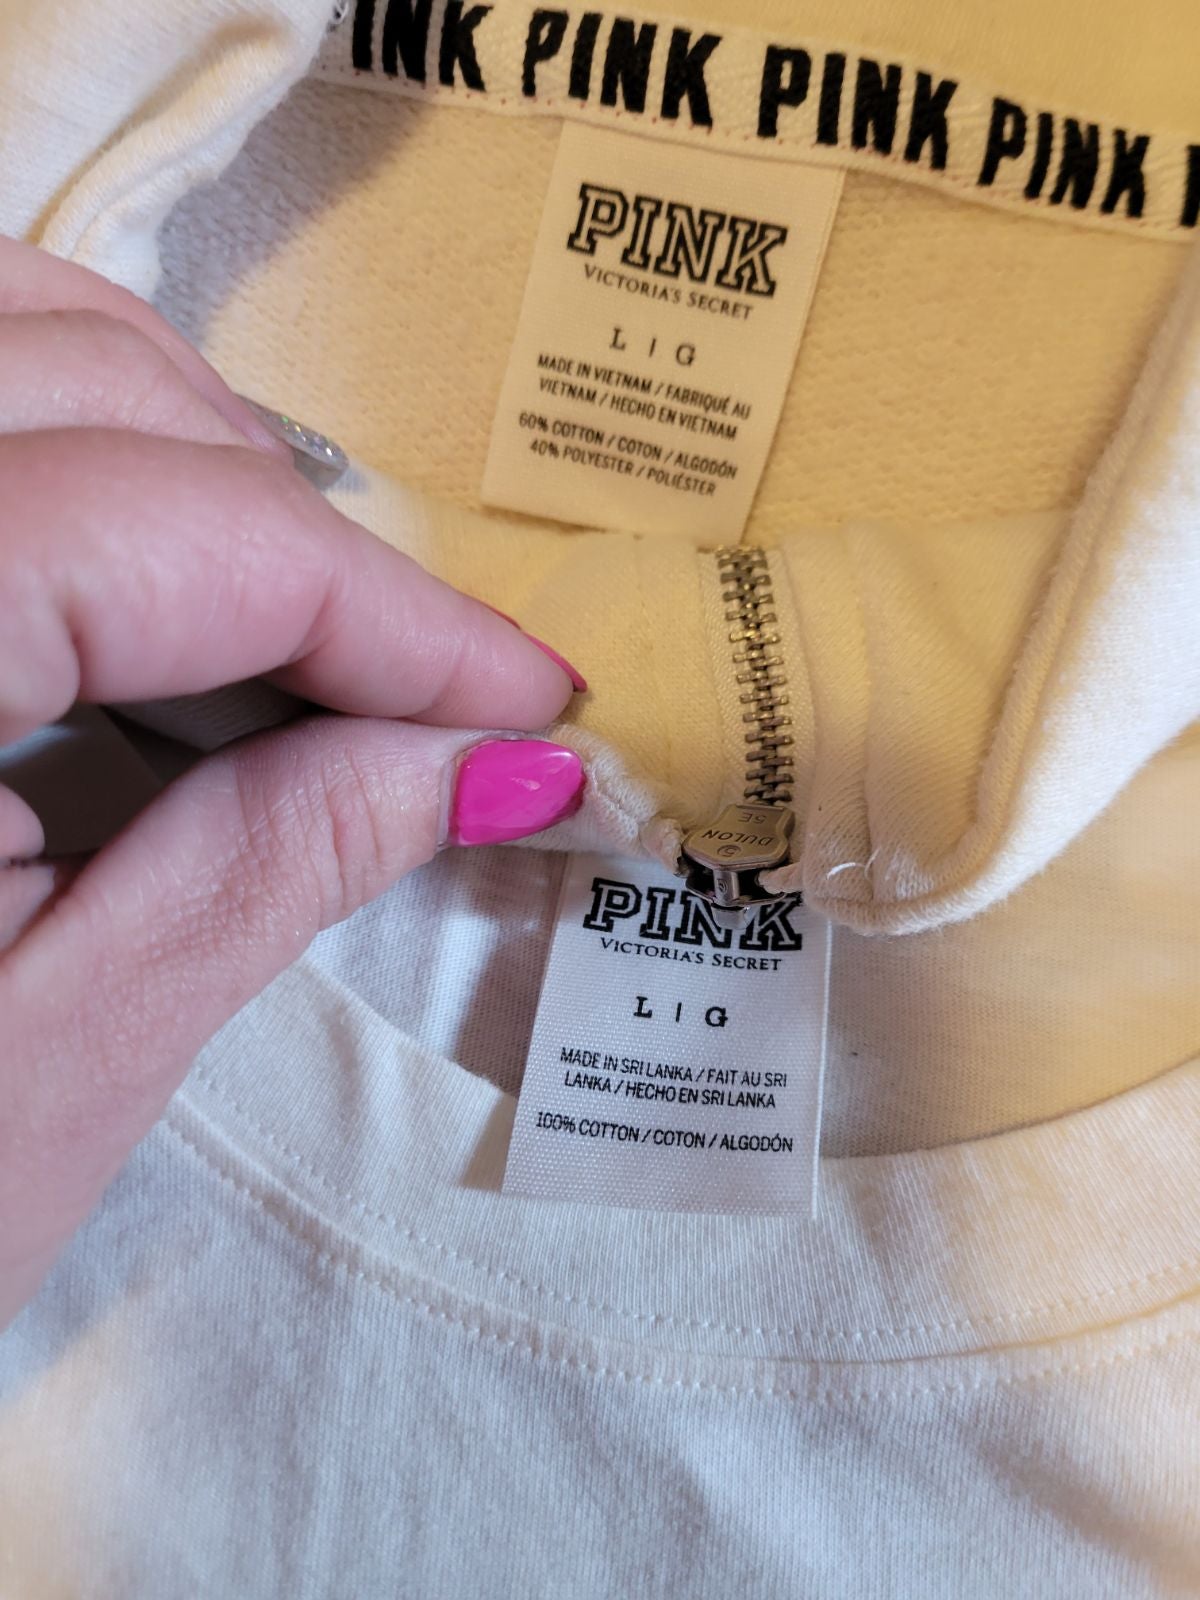 PINK PINK PINK PINK
PINK
VICTORIA'S SECRET
L | G
MADE IN VIETNAM / FABRIQUÉ AU
VIETNAM / HECHO EN VIETNAM
60% COTTON / COTON / ALGODÓN
40% POLYESTER / POLIÉSTER
DULON
5E
PINK
VICTORIA'S SECRET
L | G
MADE IN SRI LANKA / FAIT AU SRI
LANKA / HECHO EN SRI LANKA
100% COTTON / COTON / ALGODÓN